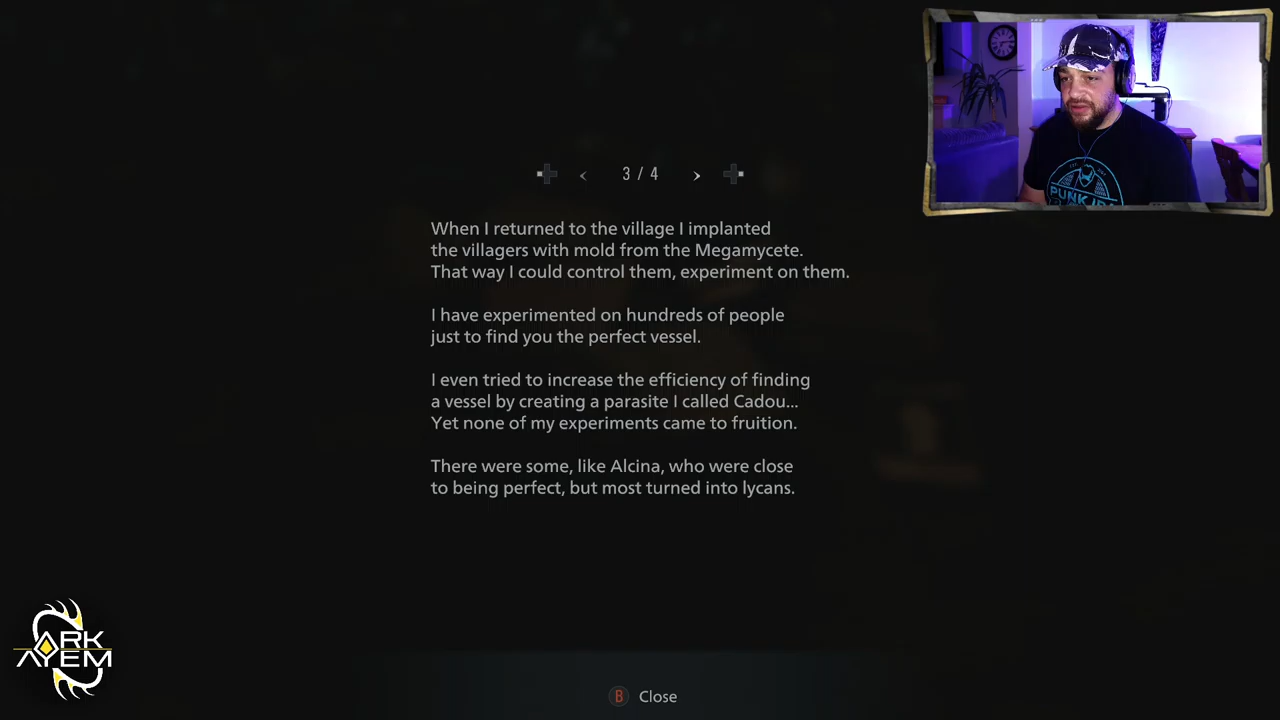 3 / 4
When I returned to the village I implanted
the villagers with mold from the Megamycete.
That way I could control them, experiment on them.
I have experimented on hundreds of people
just to find you the perfect vessel.
I even tried to increase the efficiency of finding
a vessel by creating a parasite I called Cadou...
Yet none of my experiments came to fruition.
There were some, like Alcina, who were close
to being perfect, but most turned into lycans.
B Close
ARK
AYEM
PUNK IPA